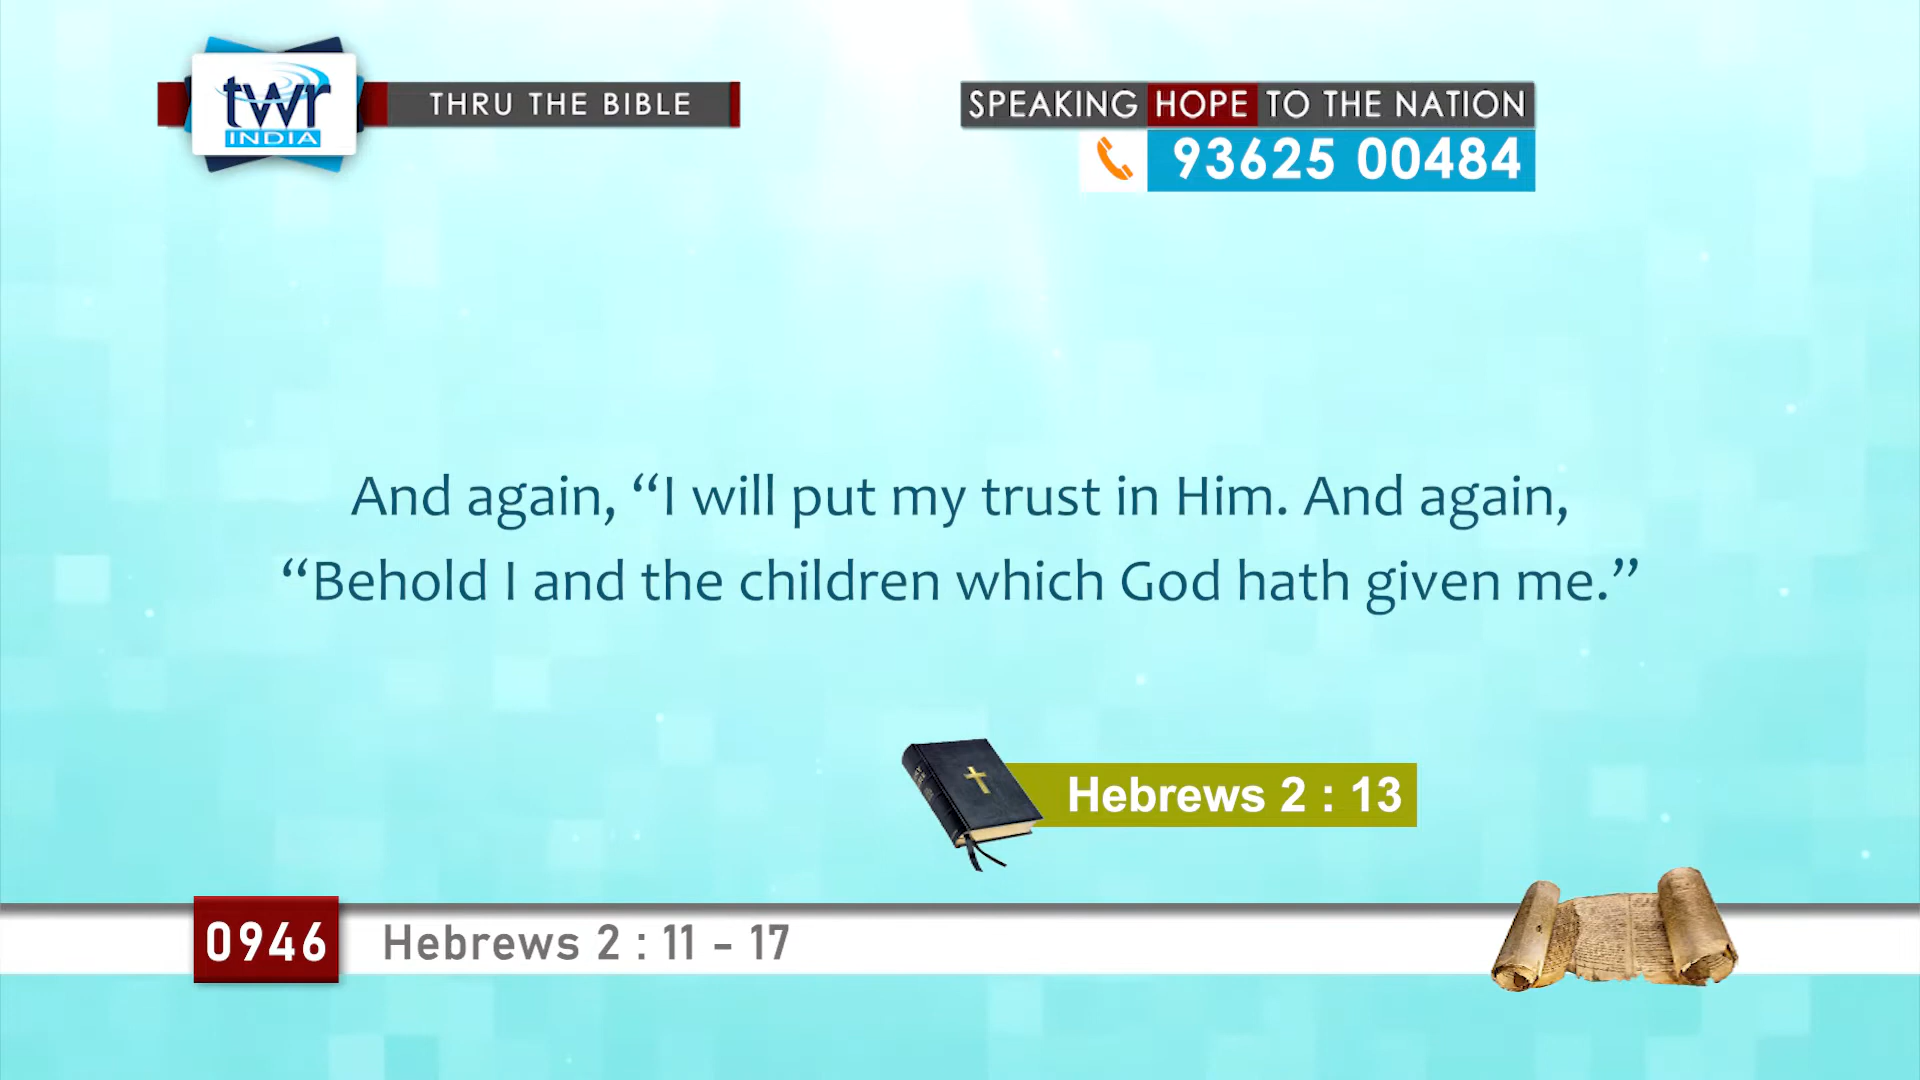 twr
INDIA
THRU THE BIBLE
SPEAKING HOPE TO THE NATION
93625 00484
And again, “I will put my trust in Him. And again,
“Behold I and the children which God hath given me.”
Hebrews 2 : 13
0946
Hebrews 2 : 11 - 17